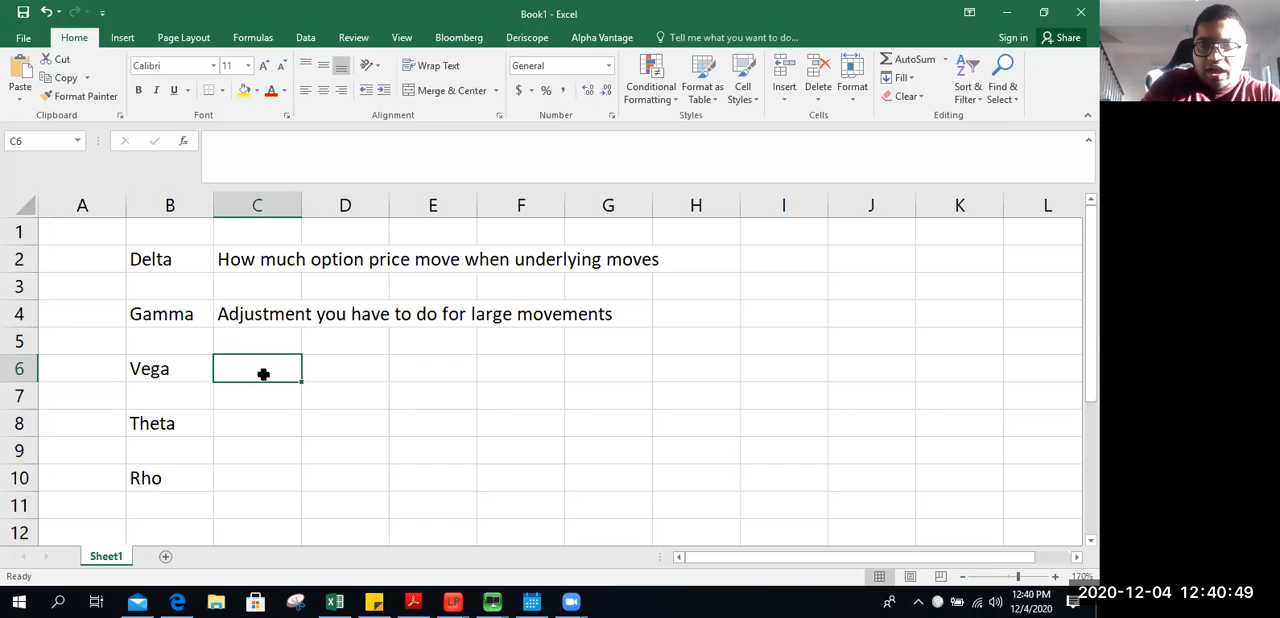 Book1 - Excel
File Home Insert Page Layout Formulas Data Review View Bloomberg Deriscope Alpha Vantage Tell me what you want to do... Sign in Share
Paste Cut
Copy
Format Painter
Clipboard
Calibri 11
B I U
Font
Wrap Text
Merge & Center
Alignment
General
$ % ,
Number
Conditional Formatting
Format as Table
Cell Styles
Styles
Insert Delete Format
Cells
AutoSum
Fill
Clear
Sort & Filter
Find & Select
Editing
C6 fx
A B C D E F G H I J K L
1
2 Delta How much option price move when underlying moves
3
4 Gamma Adjustment you have to do for large movements
5
6 Vega
7
8 Theta
9
10 Rho
11
12
Sheet1
Ready 170%
12:40 PM
12/4/2020
2020-12-04 12:40:49